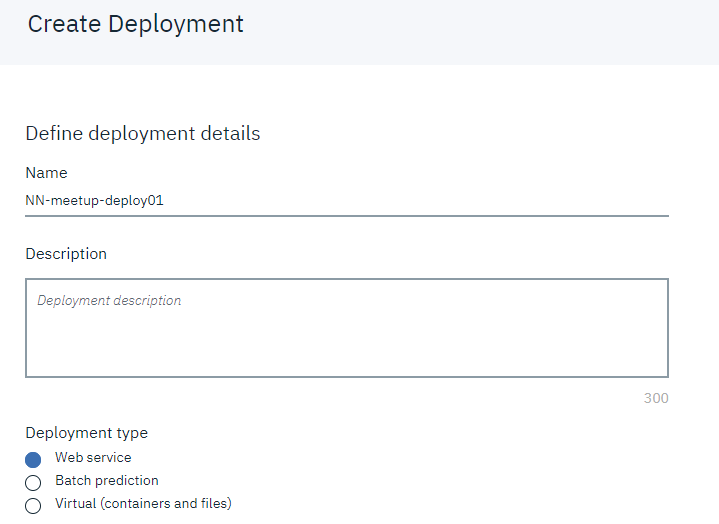 Create Deployment
Define deployment details
Name
NN-meetup-deploy01
Description
Deployment description
300
Deployment type
Web service
Batch prediction
Virtual (containers and files)